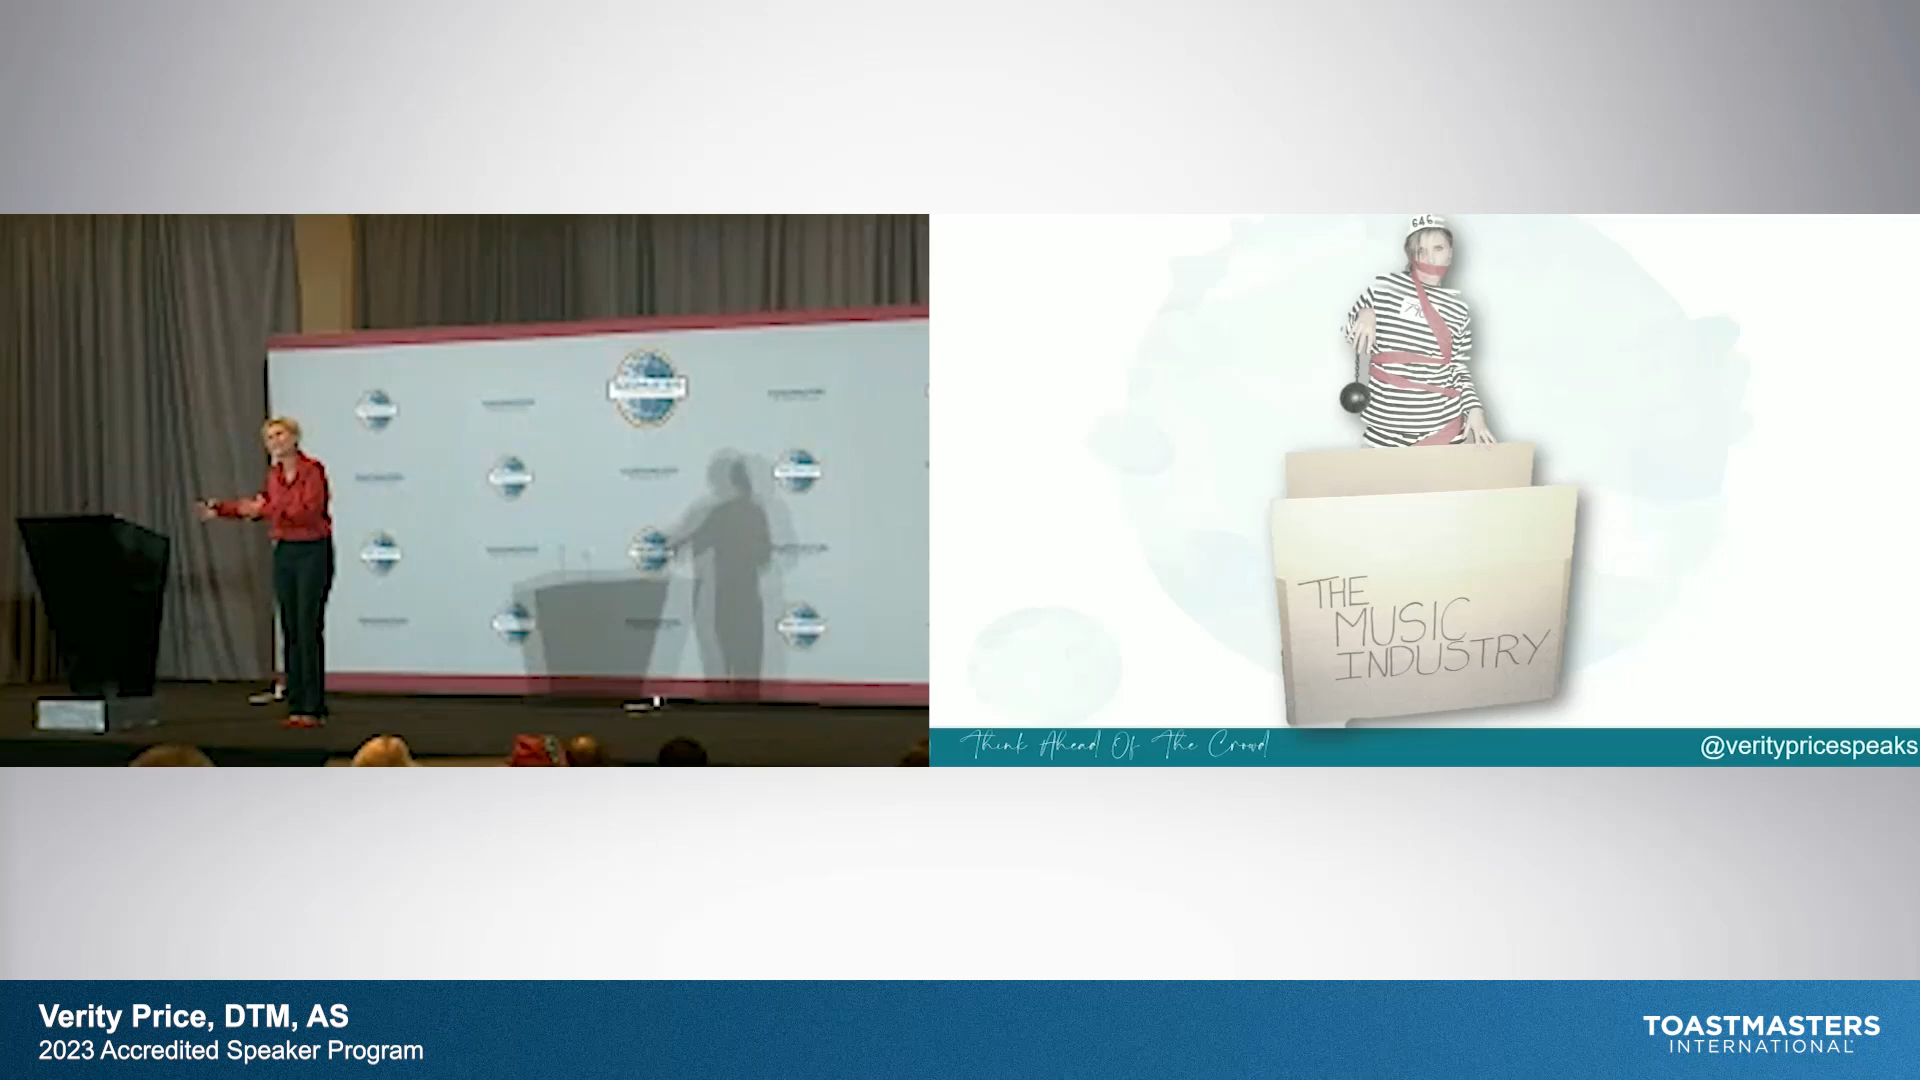 646
THE
MUSIC
INDUSTRY
Think Ahead Of The Crowd
@veritypricespeaks
Verity Price, DTM, AS
2023 Accredited Speaker Program
TOASTMASTERS
INTERNATIONAL